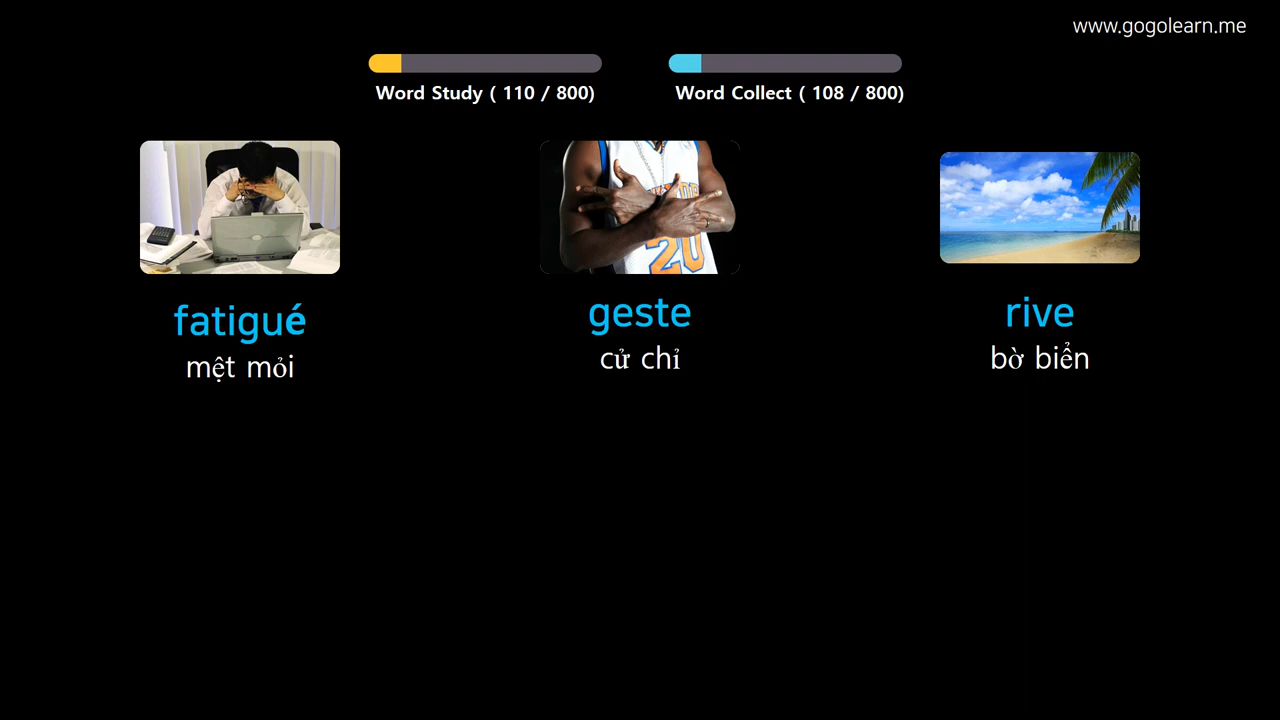 www.gogolearn.me
Word Study ( 110 / 800)
Word Collect ( 108 / 800)
20
fatigué
mệt mỏi
geste
cử chỉ
rive
bờ biển